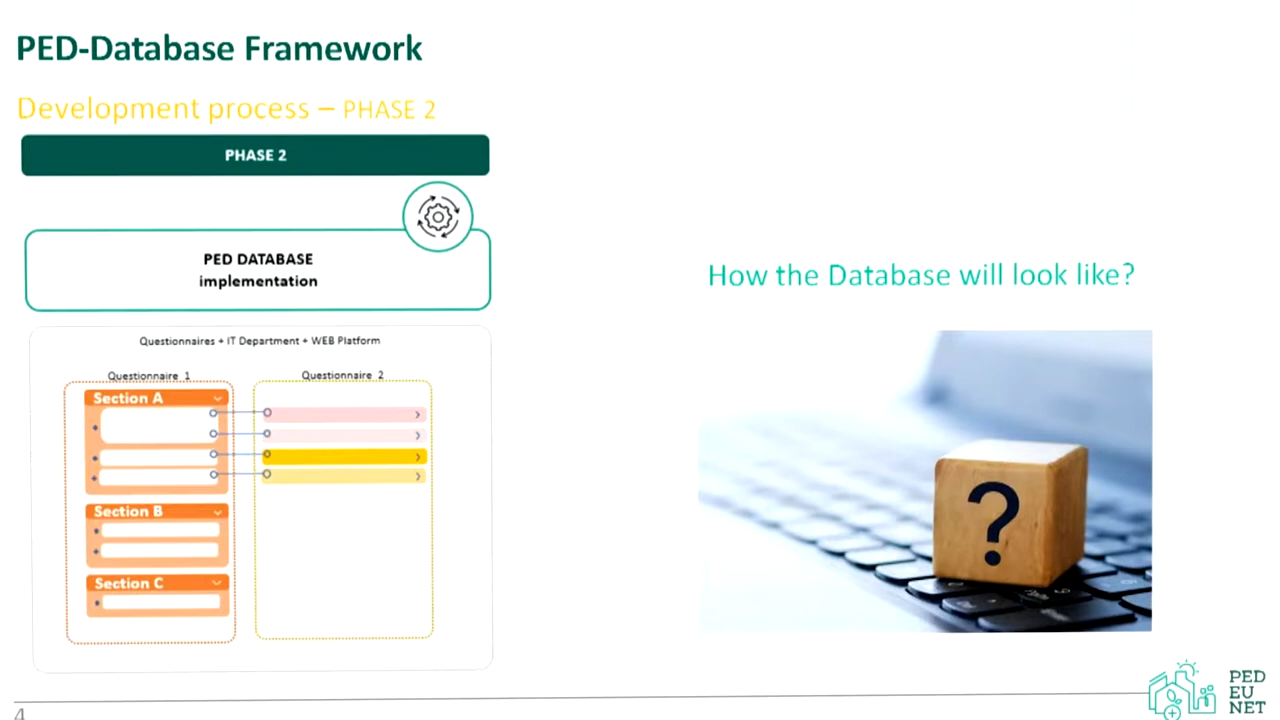 PED-Database Framework
Development process – PHASE 2
PHASE 2
PED DATABASE
implementation
Questionnaires + IT Department + WEB Platform
Questionnaire 1
Questionnaire 2
Section A
Section B
Section C
How the Database will look like?
?
4
PED
EU
NET